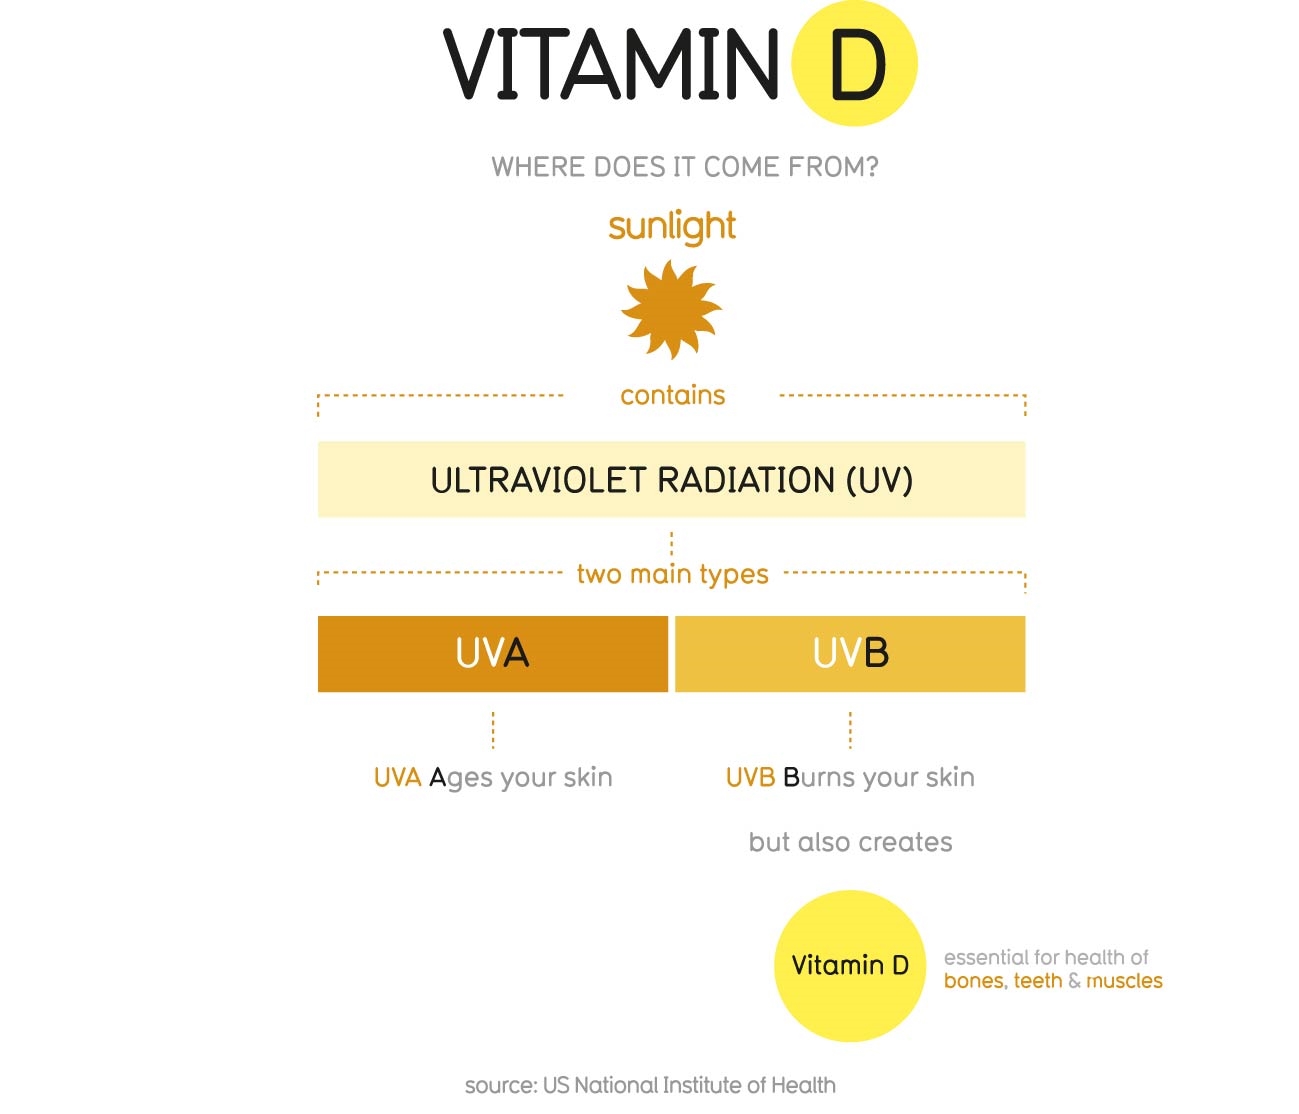 VITAMIN D
WHERE DOES IT COME FROM?
sunlight
contains
ULTRAVIOLET RADIATION (UV)
two main types
UVA
UVB
UVA Ages your skin
UVB Burns your skin
but also creates
Vitamin D
essential for health of
bones, teeth & muscles
source: US National Institute of Health